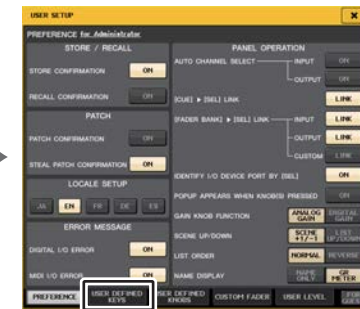 USER SETUP
PREFERENCE for Administrator
STORE / RECALL
STORE CONFIRMATION ON
RECALL CONFIRMATION ON
PATCH
PATCH CONFIRMATION ON
STEAL PATCH CONFIRMATION ON
LOCALE SETUP
EN FR DE ES
ERROR MESSAGE
DIGITAL I/O ERROR ON
MIDI I/O ERROR ON
PANEL OPERATION
AUTO CHANNEL SELECT INPUT ON
OUTPUT ON
[CUE] ▶ [SEL] LINK LINK
[FADER BANK] ▶ [SEL] LINK INPUT LINK
OUTPUT LINK
CUSTOM LINK
IDENTIFY I/O DEVICE PORT BY [SEL] ON
POPUP APPEARS WHEN KNOB(S) PRESSED ON
GAIN KNOB FUNCTION ANALOG GAIN DIGITAL GAIN
SCENE UP/DOWN SCENE +1/-1 LIST UP/DOWN
LIST ORDER NORMAL REVERSE
NAME DISPLAY NAME ONLY GR METER
PREFERENCE USER DEFINED KEYS USER DEFINED KNOBS CUSTOM FADER USER LEVEL